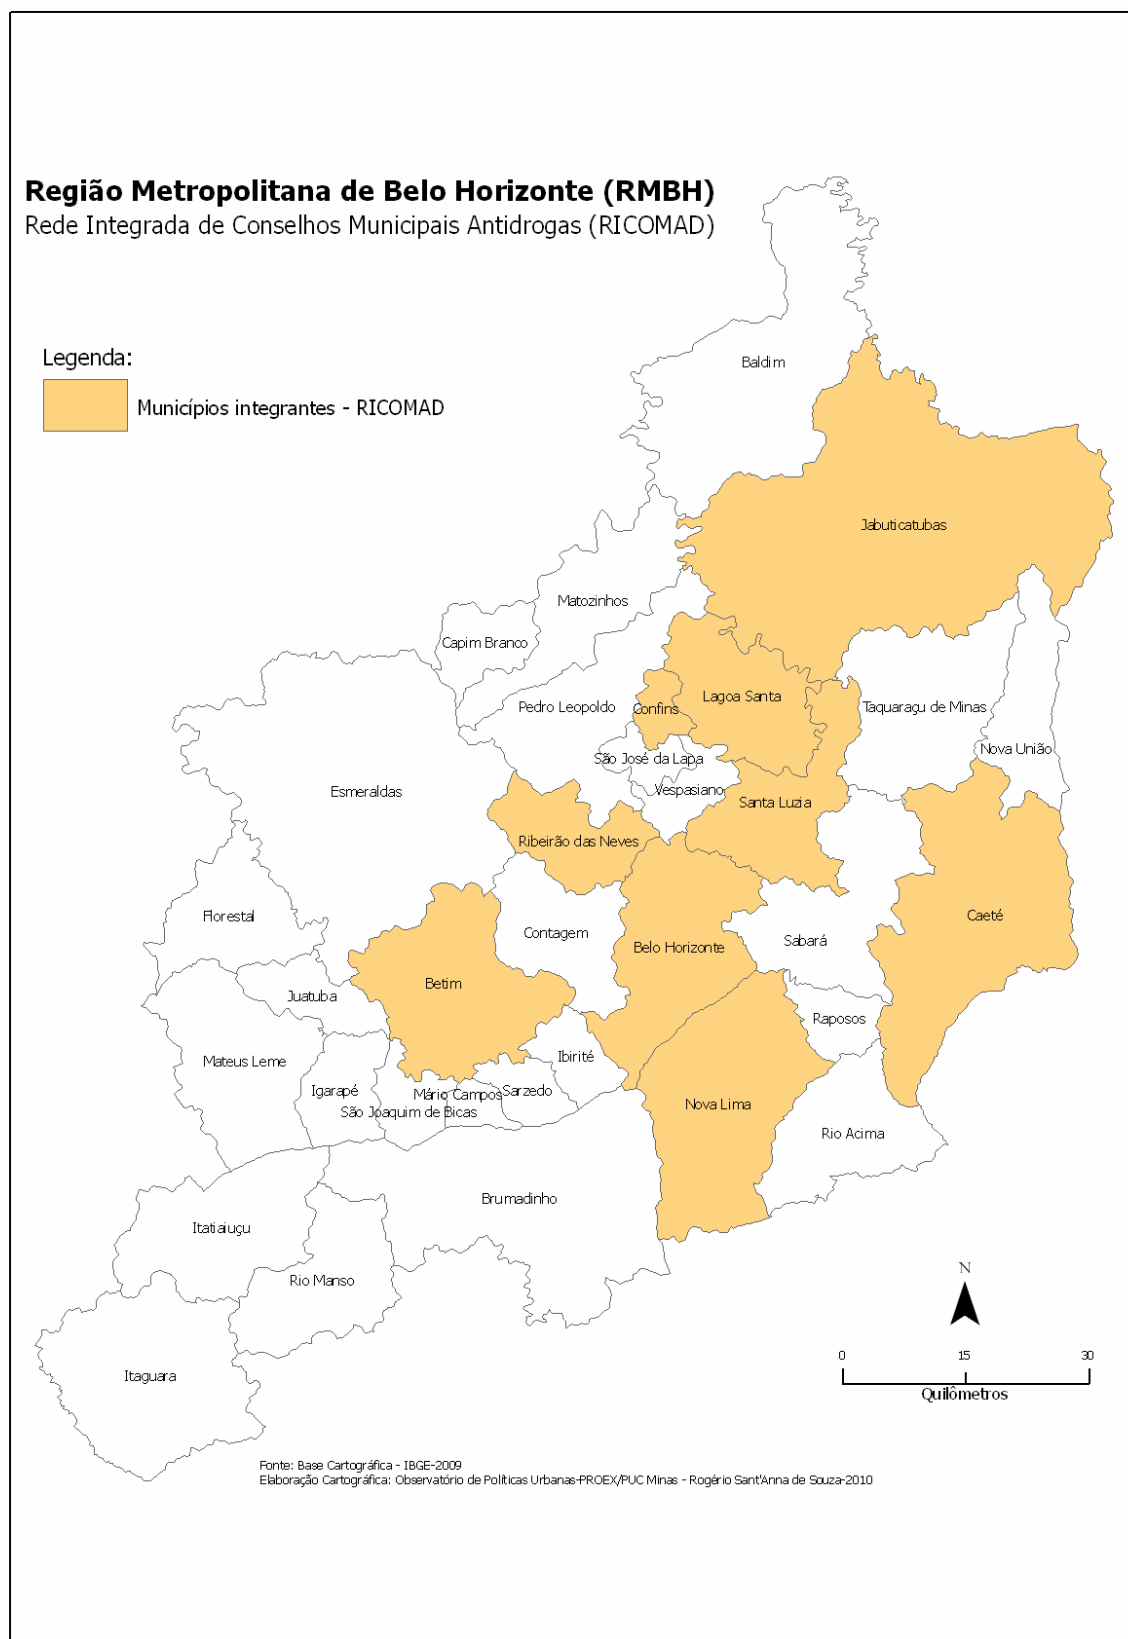 Região Metropolitana de Belo Horizonte (RMBH)
Rede Integrada de Conselhos Municipais Antidrogas (RICOMAD)
Legenda:
Municípios integrantes - RICOMAD
Baldim
Jabuticatubas
Matozinhos
Capim Branco
Pedro Leopoldo
Confins
Lagoa Santa
Taquaraçu de Minas
Nova União
São José da Lapa
Vespasiano
Santa Luzia
Esmeraldas
Ribeirão das Neves
Florestal
Contagem
Belo Horizonte
Sabará
Caeté
Betim
Juatuba
Raposos
Mateus Leme
Ibirité
Igarapé
Mário Campos
Sarzedo
São Joaquim de Bicas
Nova Lima
Rio Acima
Brumadinho
Itatiaiuçu
Rio Manso
Itaguara
N
0 15 30
Quilômetros
Fonte: Base Cartográfica - IBGE-2009
Elaboração Cartográfica: Observatório de Políticas Urbanas-PROEX/PUC Minas - Rogério Sant'Anna de Souza-2010